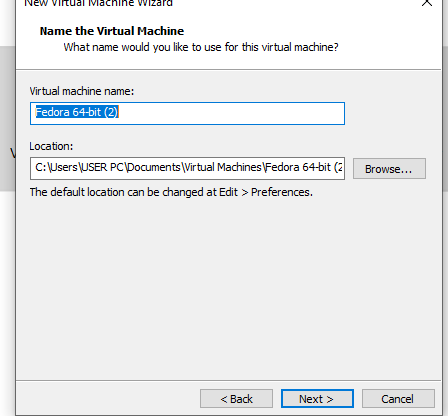 New Virtual Machine Wizard
Name the Virtual Machine
What name would you like to use for this virtual machine?
Virtual machine name:
Fedora 64-bit (2)
Location:
C:\Users\USER PC\Documents\Virtual Machines\Fedora 64-bit (2
Browse...
The default location can be changed at Edit > Preferences.
< Back
Next >
Cancel